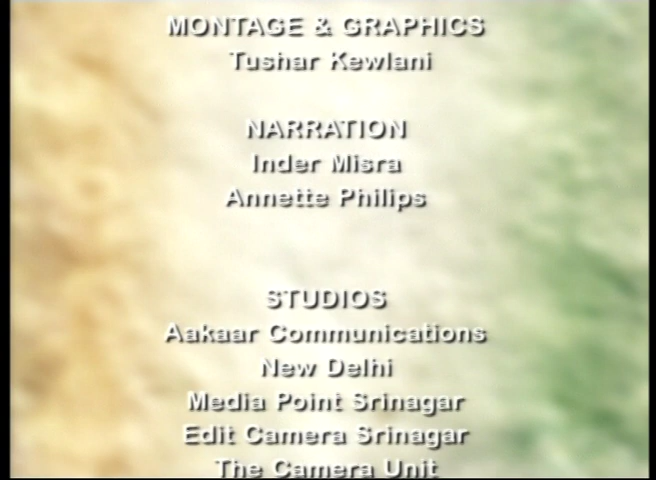 MONTAGE & GRAPHICS
Tushar Kewlani
NARRATION
Inder Misra
Annette Philips
STUDIOS
Aakaar Communications
New Delhi
Media Point Srinagar
Edit Camera Srinagar
The Camera Unit